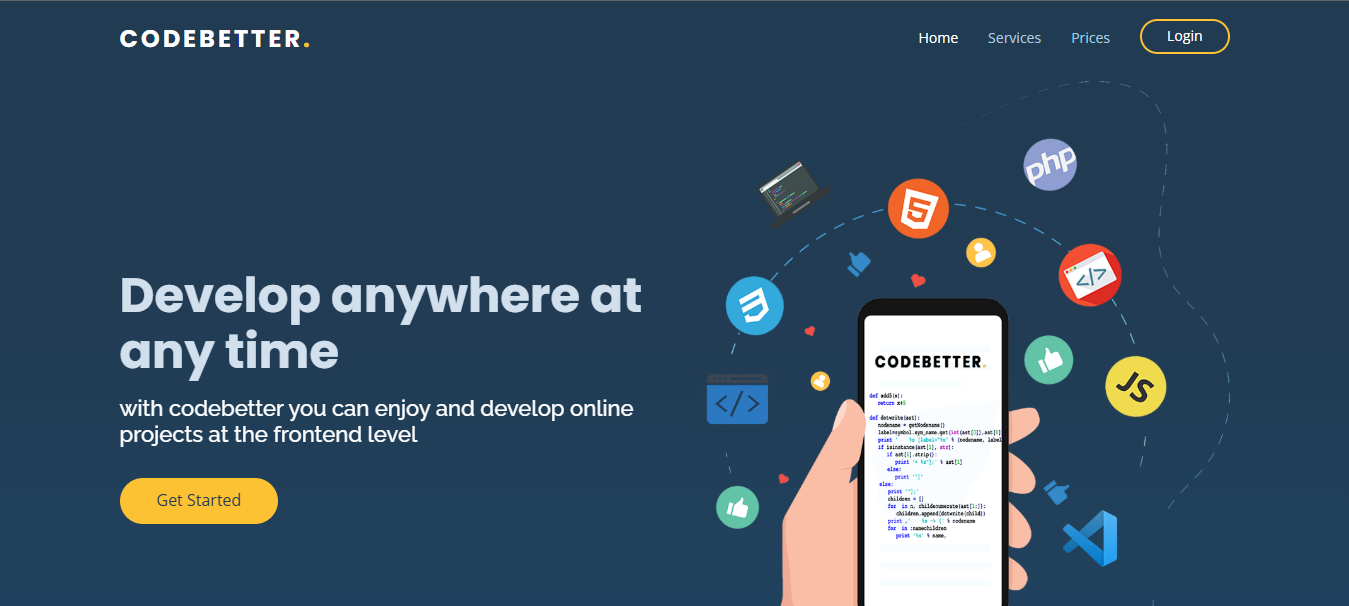 CODEBETTER.
Home
Services
Prices
Login
php
Develop anywhere at
any time
with codebetter you can enjoy and develop online
projects at the frontend level
Get Started
</>
</>
JS
CODEBETTER.
def add5(x):
return x+5
def dotwrite(ast):
nodename = getNodename()
label=symbol.sym_name.get(int(ast[0]),ast[0]
print ' %s [label="%s' % (nodename, label
if isinstance(ast[1], str):
if ast[1].strip():
print '= %s"];' % ast[1]
else:
print '"]'
else:
print '"];'
children = []
for in n, childenumerate(ast[1:]):
children.append(dotwrite(child))
print ,' %s -> {' % nodename
for in :namechildren
print '%s' % name,